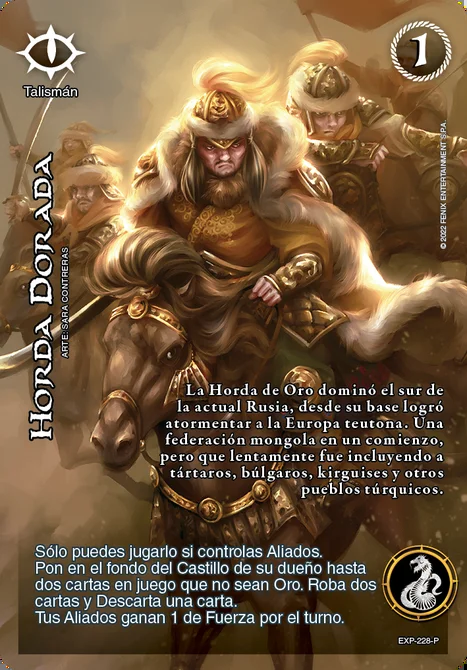 Talismán
1
Horda Dorada
ARTE: SARA CONTRERAS
© 2022 FENIX ENTERTAINMENT S.P.A.
La Horda de Oro dominó el sur de
la actual Rusia, desde su base logró
atormentar a la Europa teutona. Una
federación mongola en un comienzo,
pero que lentamente fue incluyendo a
tártaros, búlgaros, kirguises y otros
pueblos túrquicos.
Sólo puedes jugarlo si controlas Aliados.
Pon en el fondo del Castillo de su dueño hasta
dos cartas en juego que no sean Oro. Roba dos
cartas y Descarta una carta.
Tus Aliados ganan 1 de Fuerza por el turno.
EXP-228-P